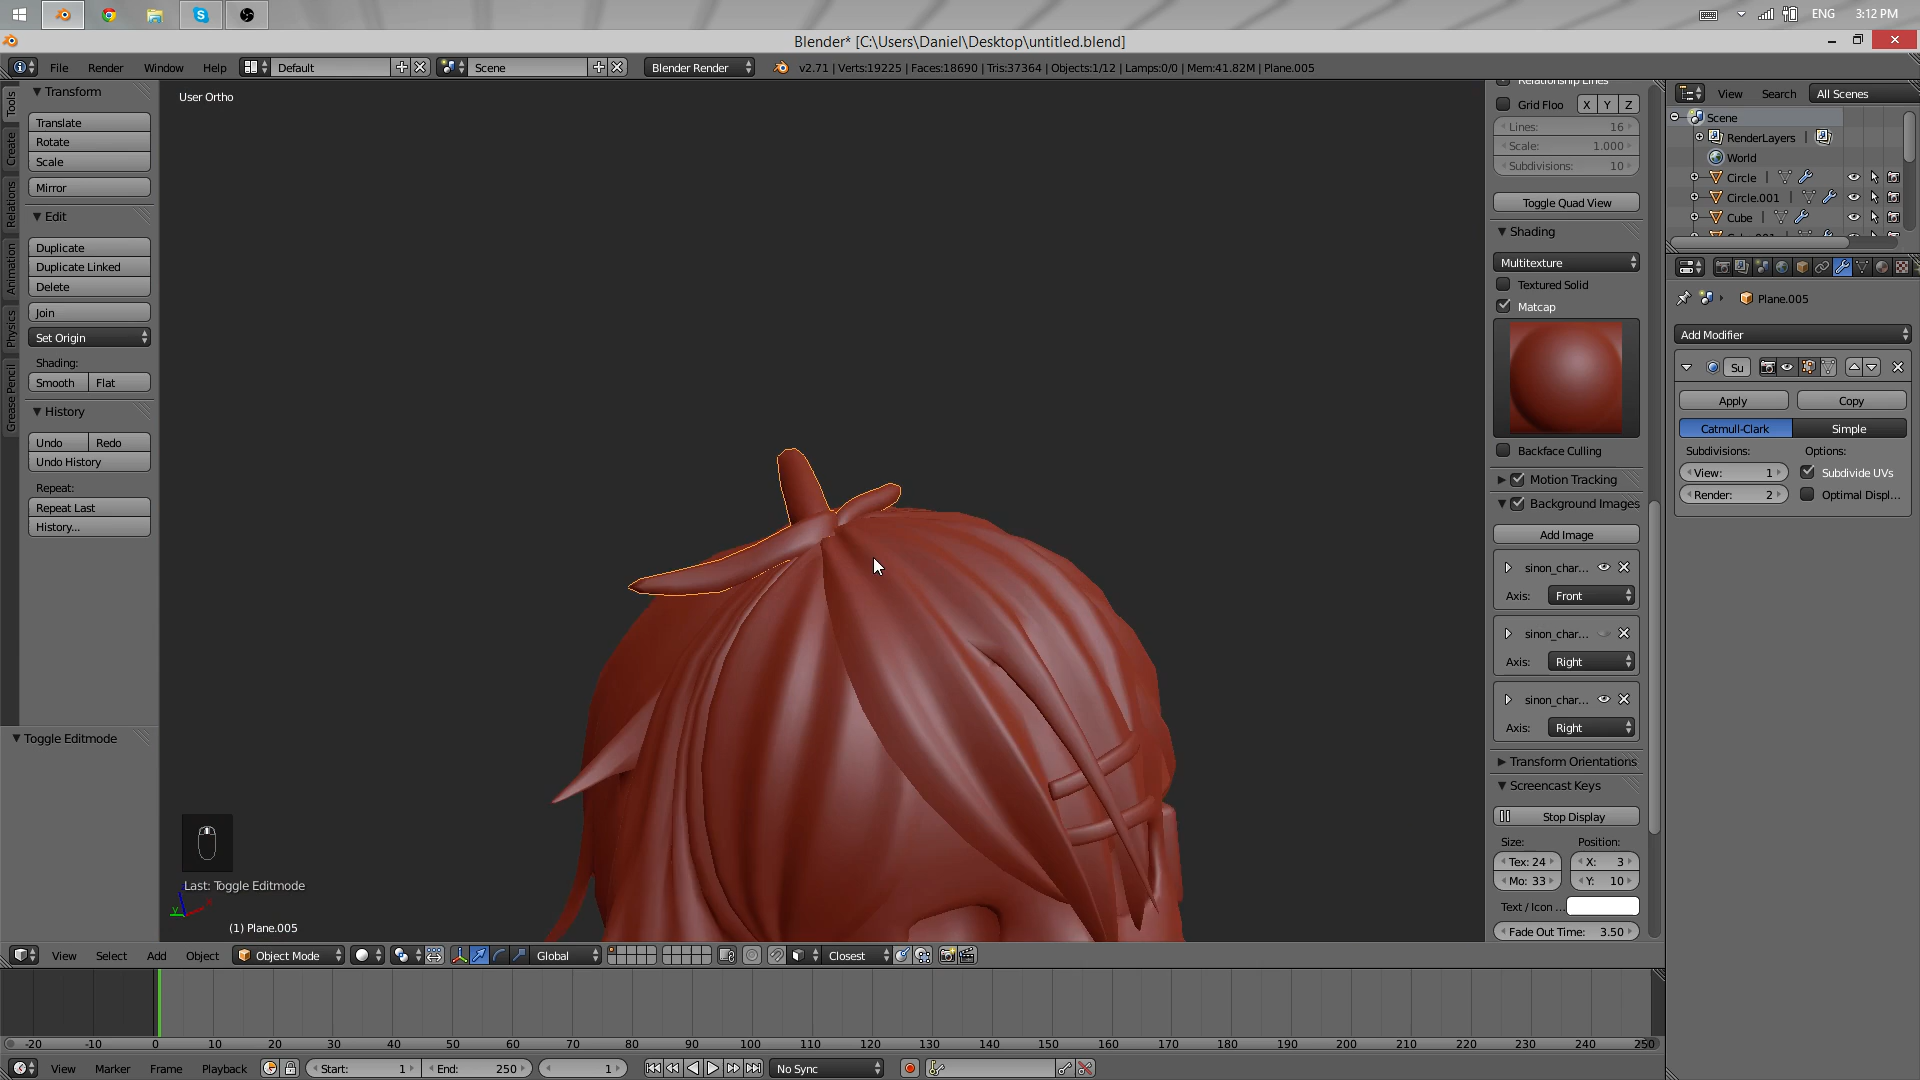 ENG 3:12 PM
Blender* [C:\Users\Daniel\Desktop\untitled.blend]
File Render Window Help Default Scene Blender Render v2.71 | Verts:19225 | Faces:18690 | Tris:37364 | Objects:1/12 | Lamps:0/0 | Mem:41.82M | Plane.005
Tools
Create
Relations
Animation
Physics
Grease Pencil
Transform
Translate
Rotate
Scale
Mirror
Edit
Duplicate
Duplicate Linked
Delete
Join
Set Origin
Shading:
Smooth Flat
History
Undo Redo
Undo History
Repeat:
Repeat Last
History...
Toggle Editmode
User Ortho
Last: Toggle Editmode
(1) Plane.005
Relationship Lines
Grid Floo X Y Z
Lines: 16
Scale: 1.000
Subdivisions: 10
Toggle Quad View
Shading
Multitexture
Textured Solid
Matcap
Backface Culling
Motion Tracking
Background Images
Add Image
sinon_char...
Axis: Front
sinon_char...
Axis: Right
sinon_char...
Axis: Right
Transform Orientations
Screencast Keys
Stop Display
Size: Position:
Tex: 24 X: 3
Mo: 33 Y: 10
Text / Icon ...
Fade Out Time: 3.50
View Search All Scenes
Scene
RenderLayers |
World
Circle |
Circle.001 |
Cube |
Plane.005
Add Modifier
Su
Apply Copy
Catmull-Clark Simple
Subdivisions: Options:
View: 1 Subdivide UVs
Render: 2 Optimal Displ...
View Select Add Object Object Mode Global Closest
-20 -10 0 10 20 30 40 50 60 70 80 90 100 110 120 130 140 150 160 170 180 190 200 210 220 230 240 250
View Marker Frame Playback Start: 1 End: 250 1 No Sync